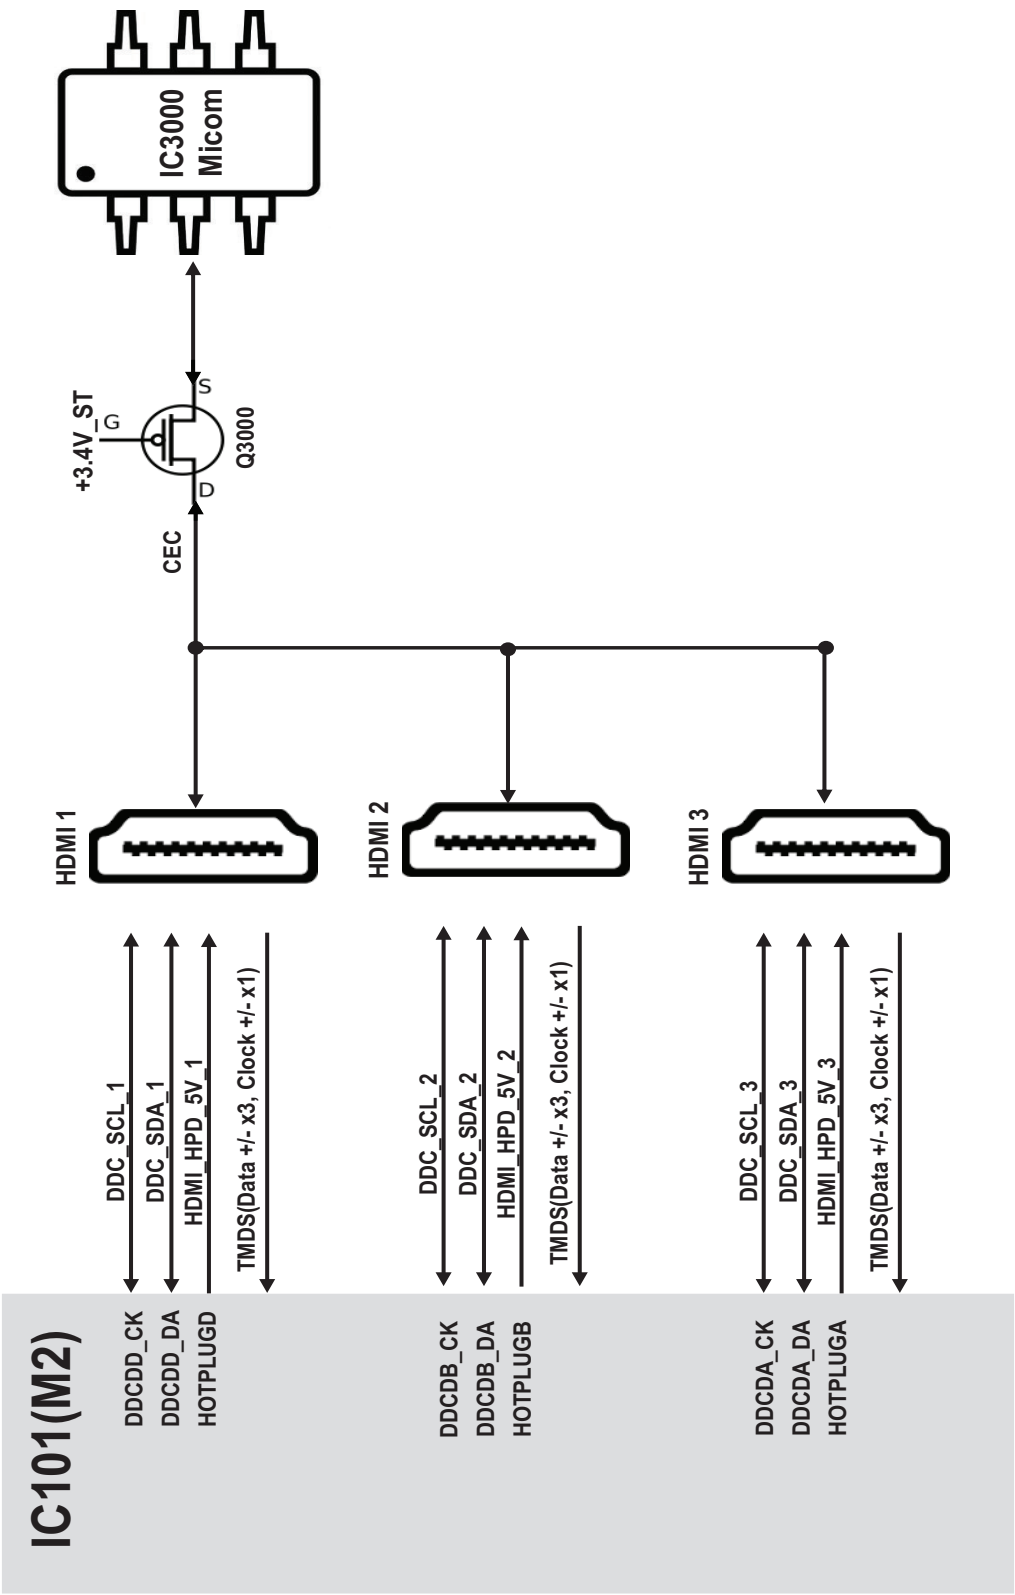 IC101(M2)
DDCDD_CK
DDCDD_DA
HOTPLUGD
DDCDB_CK
DDCDB_DA
HOTPLUGB
DDCDA_CK
DDCDA_DA
HOTPLUGA
DDC_SCL_1
DDC_SDA_1
HDMI_HPD_5V_1
TMDS(Data +/- x3, Clock +/- x1)
DDC_SCL_2
DDC_SDA_2
HDMI_HPD_5V_2
TMDS(Data +/- x3, Clock +/- x1)
DDC_SCL_3
DDC_SDA_3
HDMI_HPD_5V_3
TMDS(Data +/- x3, Clock +/- x1)
HDMI 1
HDMI 2
HDMI 3
CEC
+3.4V_ST
G
D
S
Q3000
IC3000
Micom